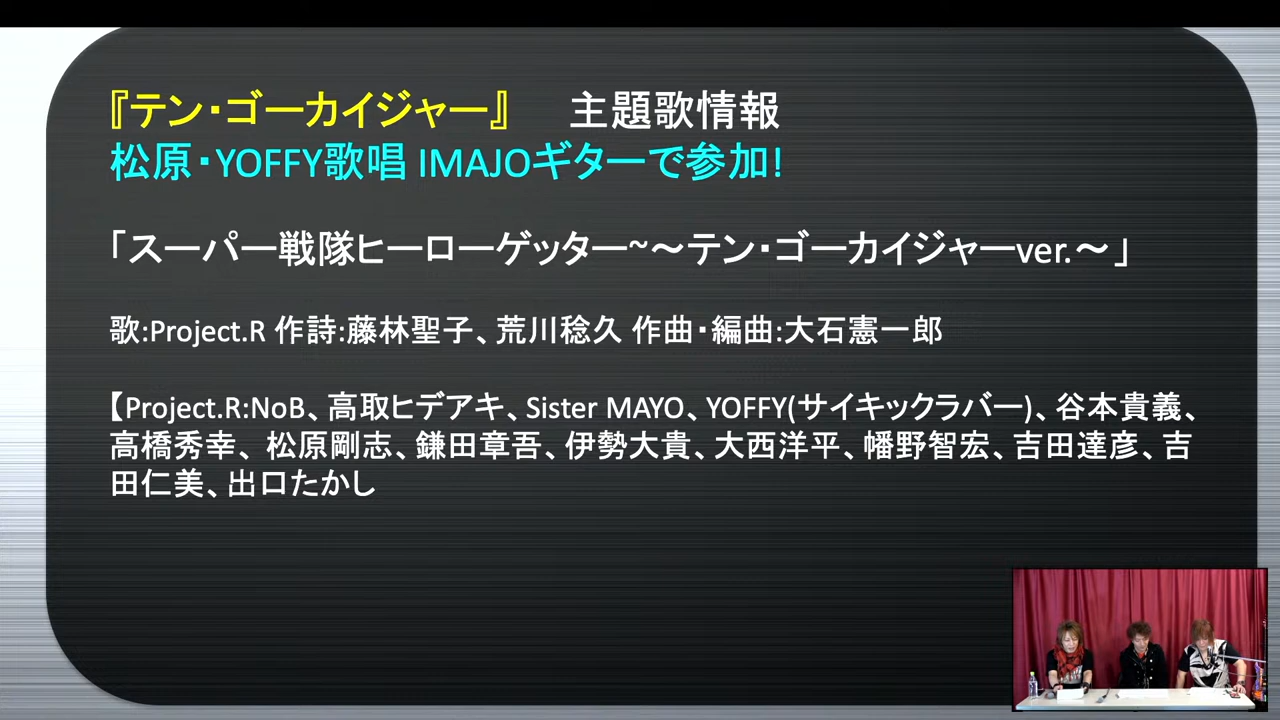 『テン・ゴーカイジャー』　主題歌情報
松原・YOFFY歌唱 IMAJOギターで参加!
「スーパー戦隊ヒーローゲッター~～テン・ゴーカイジャーver.～」
歌:Project.R 作詩:藤林聖子、荒川稔久 作曲・編曲:大石憲一郎
【Project.R:NoB、高取ヒデアキ、Sister MAYO、YOFFY(サイキックラバー)、谷本貴義、
高橋秀幸、 松原剛志、鎌田章吾、伊勢大貴、大西洋平、幡野智宏、吉田達彦、吉
田仁美、出口たかし